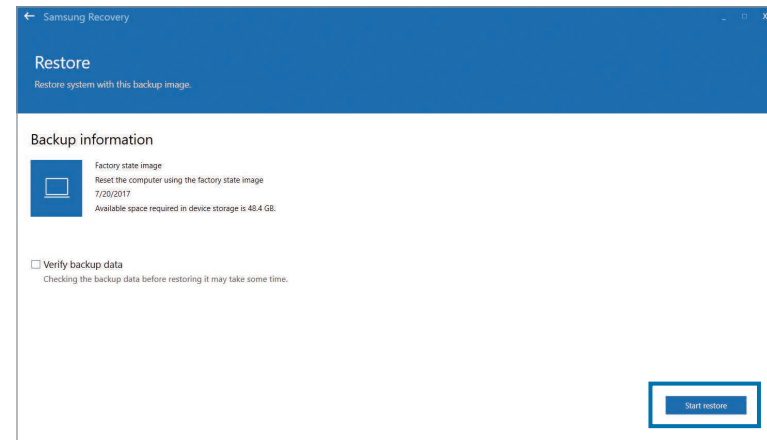 Samsung Recovery
Restore
Restore system with this backup image.
Backup information
Factory state image
Reset the computer using the factory state image
7/20/2017
Available space required in device storage is 48.4 GB.
Verify backup data
Checking the backup data before restoring it may take some time.
Start restore